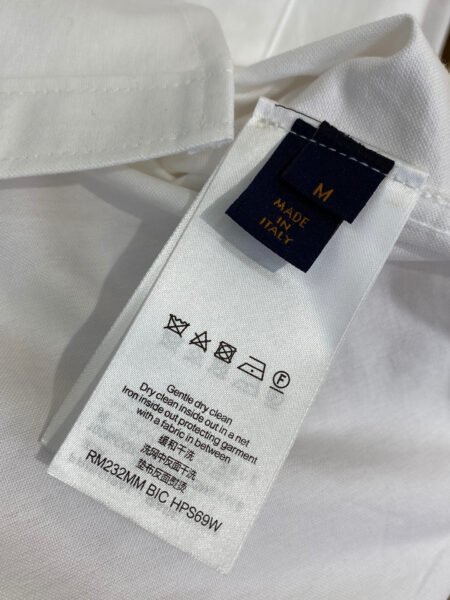 M
MADE
IN
ITALY
F
Gentle dry clean
Dry clean inside out in a net
Iron inside out protecting garment
with a fabric in between
缓和干洗
洗网中反面干洗
垫布反面熨烫
RM232MM BIC HPS69W